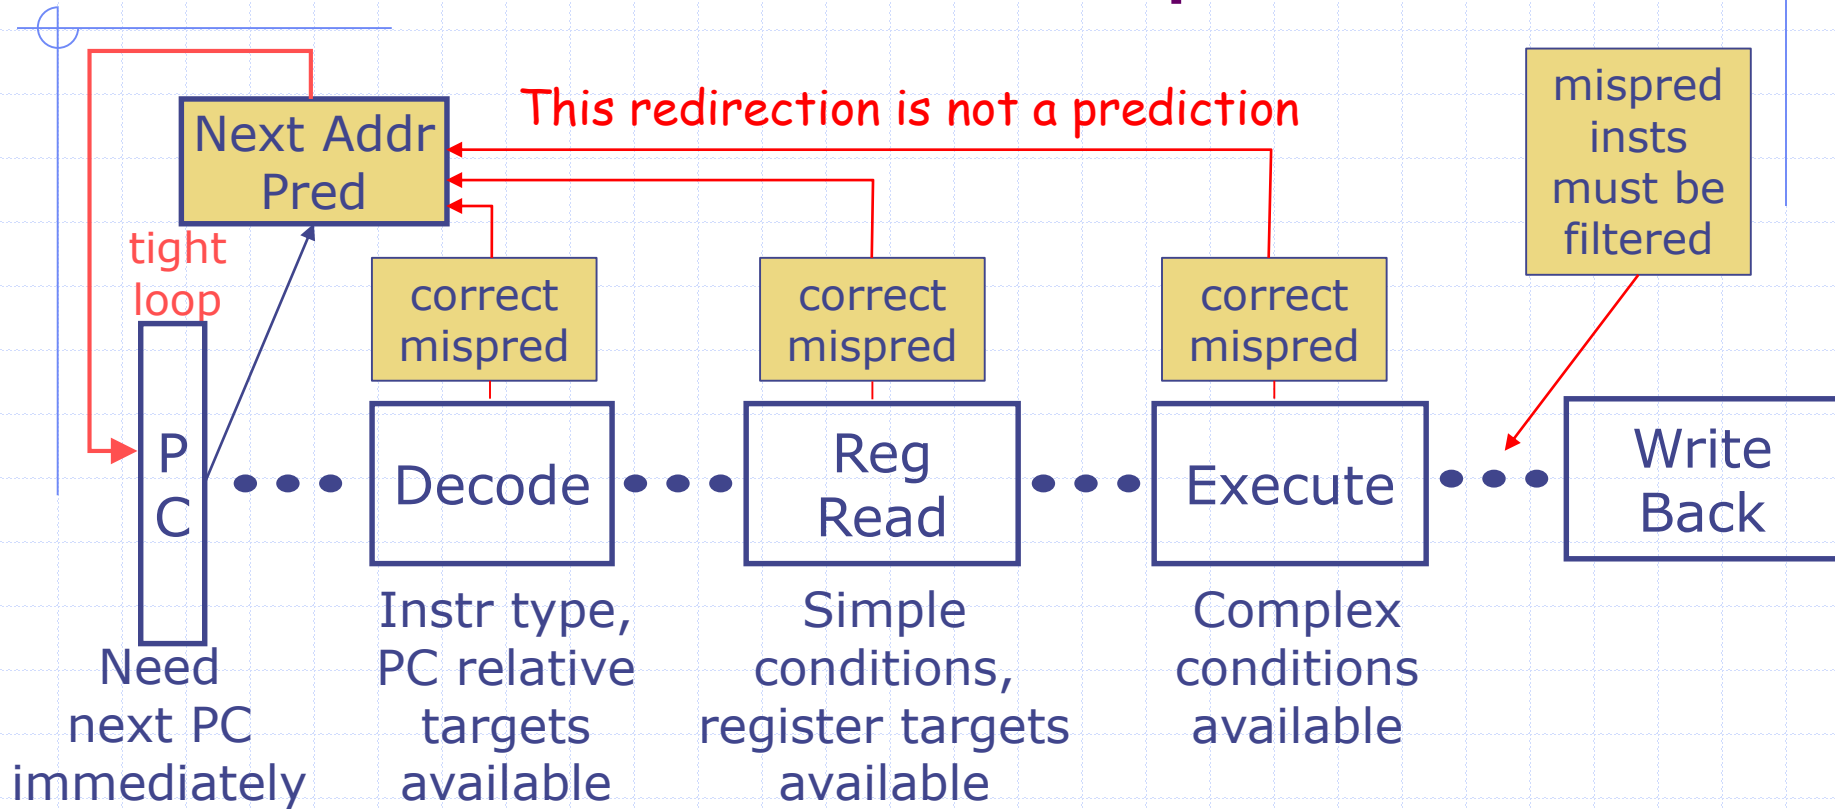 This redirection is not a prediction
mispred
insts
must be
filtered
Next Addr
Pred
tight
loop
correct
mispred
correct
mispred
correct
mispred
P
C
Decode
Reg
Read
Execute
Write
Back
Need
next PC
immediately
Instr type,
PC relative
targets
available
Simple
conditions,
register targets
available
Complex
conditions
available